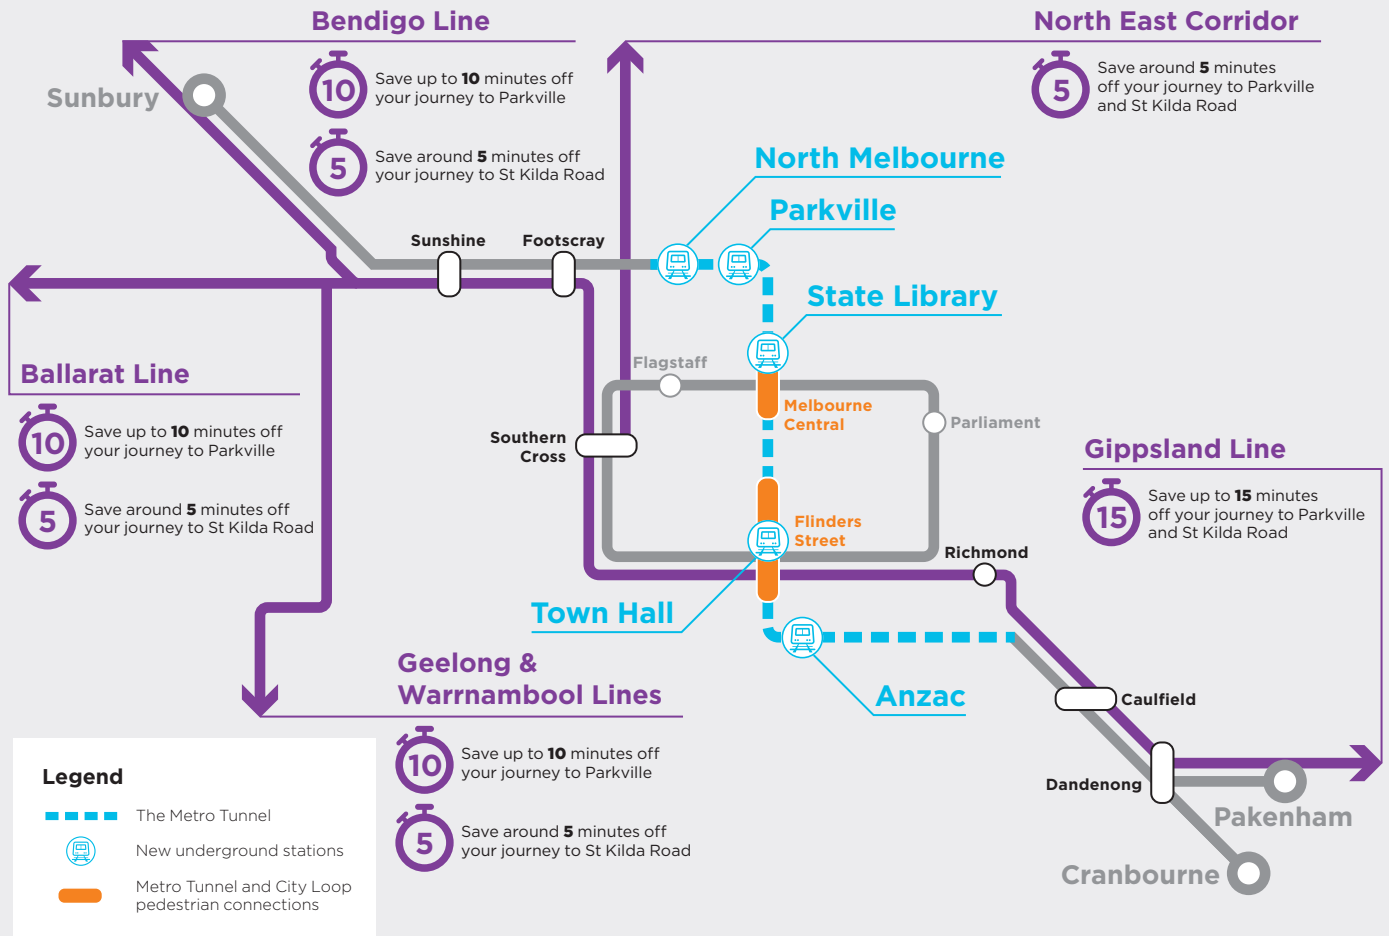 Bendigo Line
10
Save up to 10 minutes off
your journey to Parkville
5
Save around 5 minutes off
your journey to St Kilda Road
North East Corridor
5
Save around 5 minutes
off your journey to Parkville
and St Kilda Road
Sunbury
North Melbourne
Parkville
Sunshine
Footscray
State Library
Ballarat Line
10
Save up to 10 minutes off
your journey to Parkville
5
Save around 5 minutes off
your journey to St Kilda Road
Flagstaff
Melbourne
Central
Parliament
Southern
Cross
Flinders
Street
Gippsland Line
15
Save up to 15 minutes
off your journey to Parkville
and St Kilda Road
Richmond
Town Hall
Anzac
Geelong &
Warrnambool Lines
10
Save up to 10 minutes off
your journey to Parkville
5
Save around 5 minutes off
your journey to St Kilda Road
Caulfield
Dandenong
Pakenham
Cranbourne
Legend
The Metro Tunnel
New underground stations
Metro Tunnel and City Loop
pedestrian connections